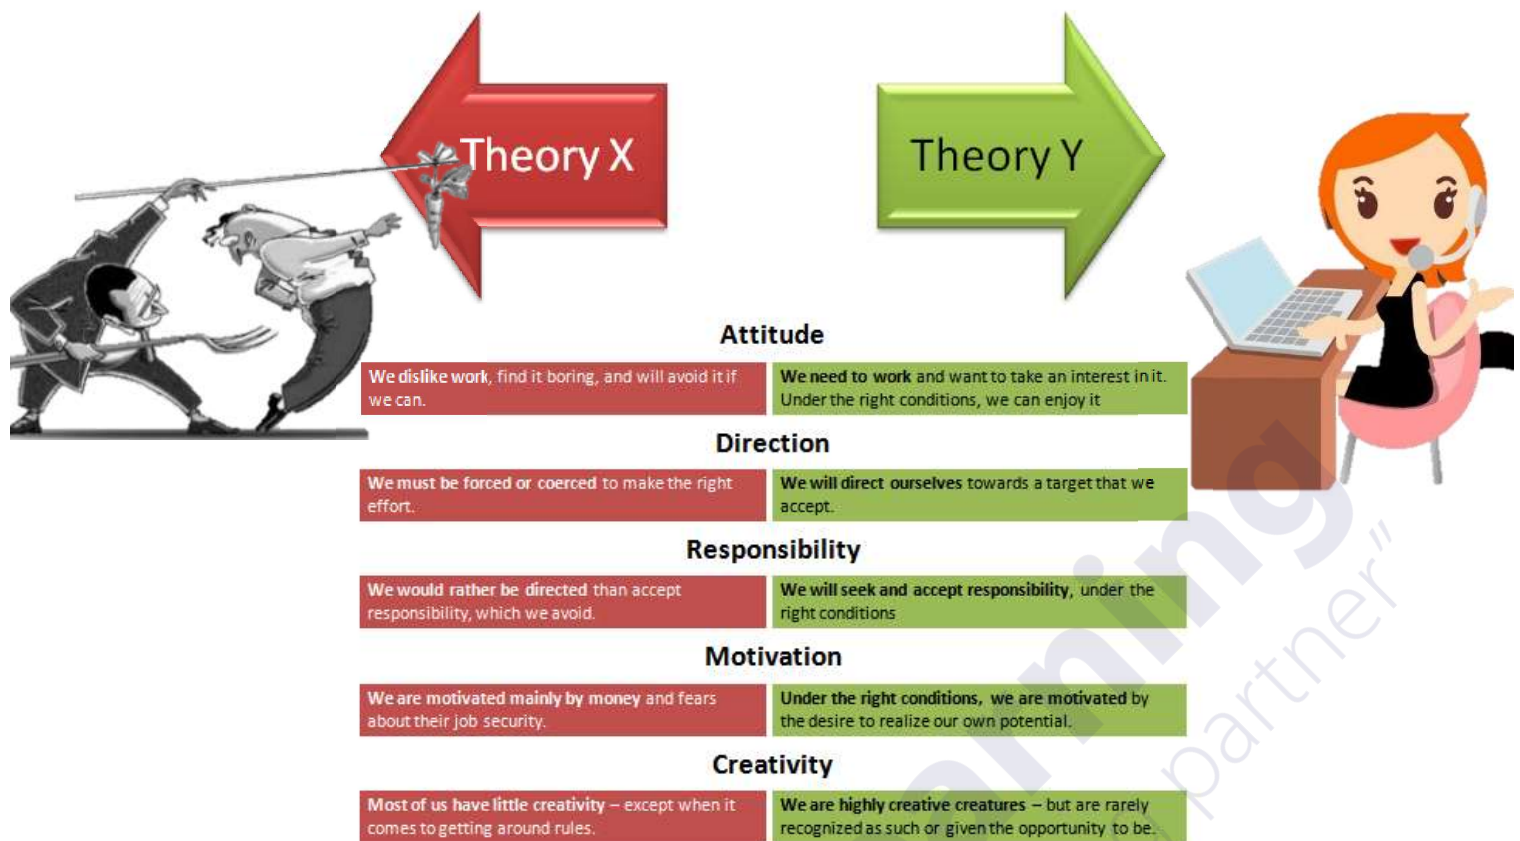 Theory X
Theory Y
Attitude
We dislike work, find it boring, and will avoid it if
we can.
We need to work and want to take an interest in it.
Under the right conditions, we can enjoy it
Direction
We must be forced or coerced to make the right
effort.
We will direct ourselves towards a target that we
accept.
Responsibility
We would rather be directed than accept
responsibility, which we avoid.
We will seek and accept responsibility, under the
right conditions
Motivation
We are motivated mainly by money and fears
about their job security.
Under the right conditions, we are motivated by
the desire to realize our own potential.
Creativity
Most of us have little creativity – except when it
comes to getting around rules.
We are highly creative creatures – but are rarely
recognized as such or given the opportunity to be.
partner"